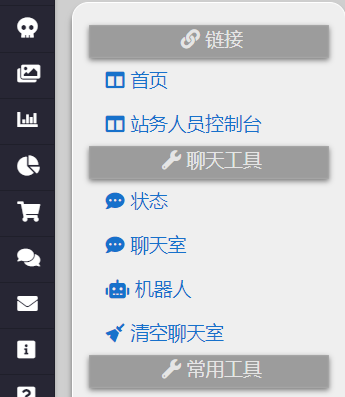 链接
首页
站务人员控制台
聊天工具
状态
聊天室
机器人
清空聊天室
常用工具